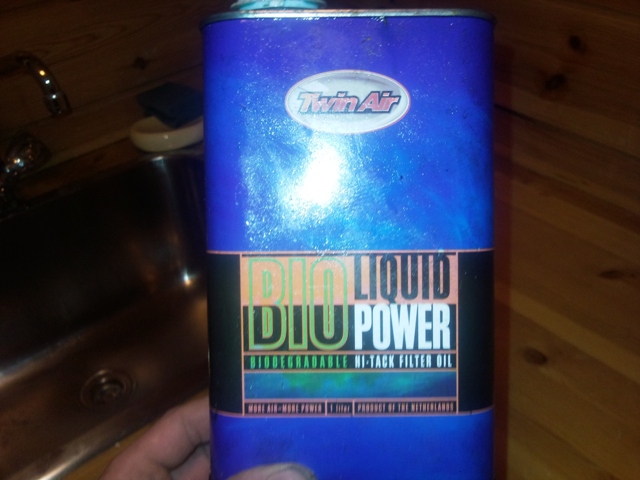 Twin Air
BIO LIQUID
POWER
BIODEGRADABLE HI-TACK FILTER OIL
MORE AIR-MORE POWER 1 liter PRODUCT OF THE NETHERLANDS